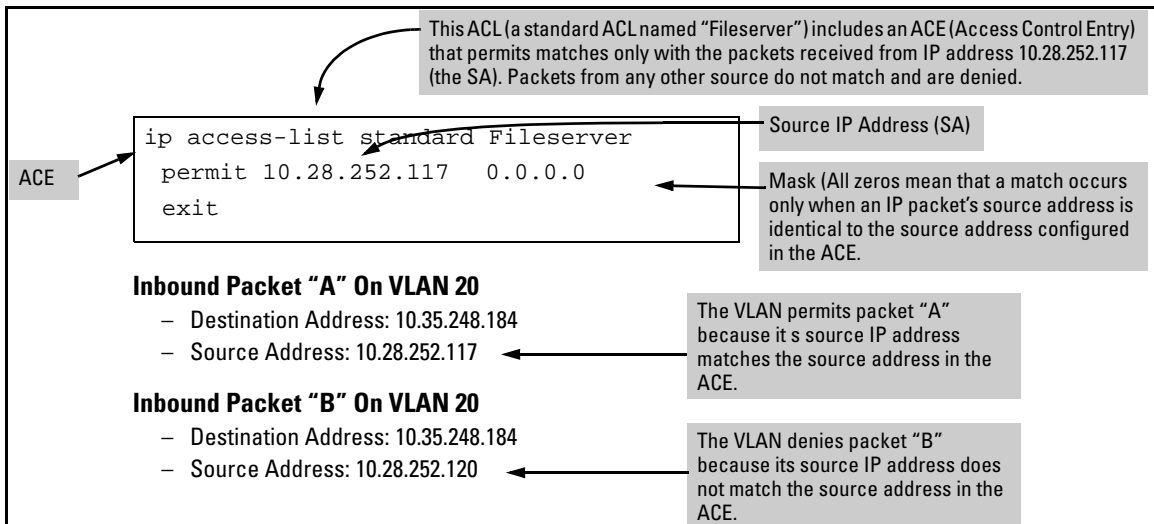 This ACL (a standard ACL named “Fileserver”) includes an ACE (Access Control Entry)
that permits matches only with the packets received from IP address 10.28.252.117
(the SA). Packets from any other source do not match and are denied.
ip access-list standard Fileserver
permit 10.28.252.117 0.0.0.0
exit
ACE
Source IP Address (SA)
Mask (All zeros mean that a match occurs
only when an IP packet’s source address is
identical to the source address configured
in the ACE.
Inbound Packet “A” On VLAN 20
– Destination Address: 10.35.248.184
– Source Address: 10.28.252.117
The VLAN permits packet “A”
because it s source IP address
matches the source address in the
ACE.
Inbound Packet “B” On VLAN 20
– Destination Address: 10.35.248.184
– Source Address: 10.28.252.120
The VLAN denies packet “B”
because its source IP address does
not match the source address in the
ACE.